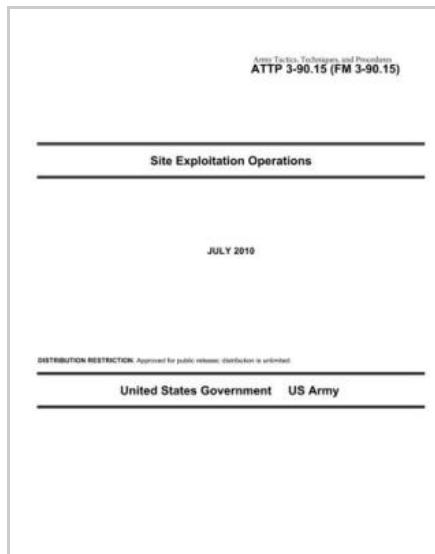 Army Tactics, Techniques, and Procedures
ATTP 3-90.15 (FM 3-90.15)
Site Exploitation Operations
JULY 2010
DISTRIBUTION RESTRICTION. Approved for public release; distribution is unlimited.
United States Government US Army